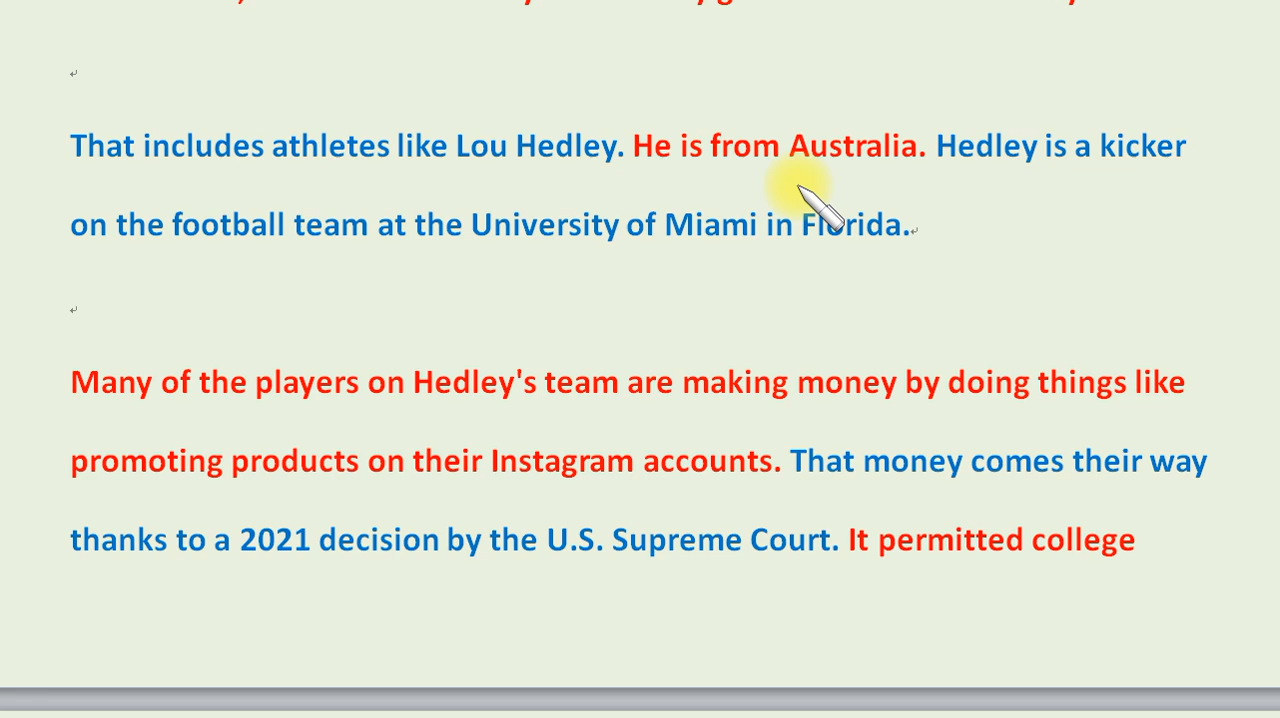 That includes athletes like Lou Hedley. He is from Australia. Hedley is a kicker
on the football team at the University of Miami in Florida.
Many of the players on Hedley's team are making money by doing things like
promoting products on their Instagram accounts. That money comes their way
thanks to a 2021 decision by the U.S. Supreme Court. It permitted college